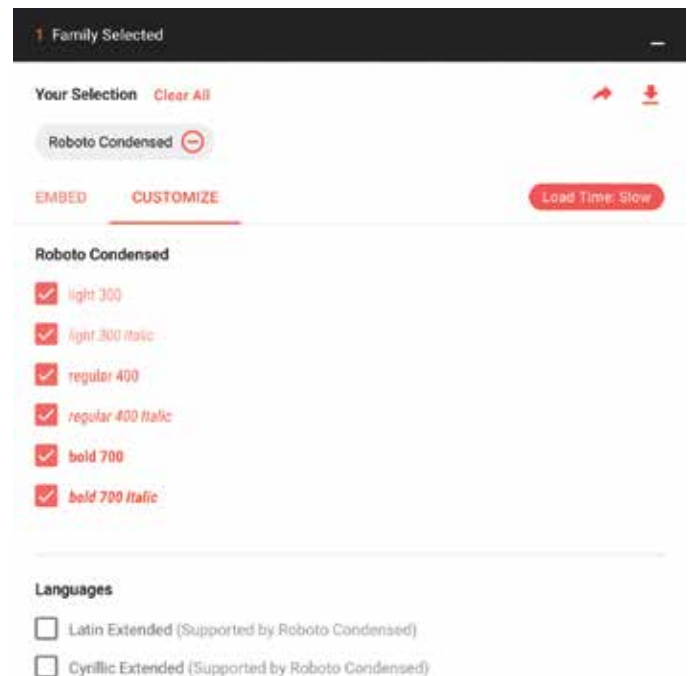 1 Family Selected
Your Selection Clear All
Roboto Condensed
EMBED CUSTOMIZE Load Time: Slow
Roboto Condensed
light 300
light 300 Italic
regular 400
regular 400 Italic
bold 700
bold 700 Italic
Languages
Latin Extended (Supported by Roboto Condensed)
Cyrillic Extended (Supported by Roboto Condensed)